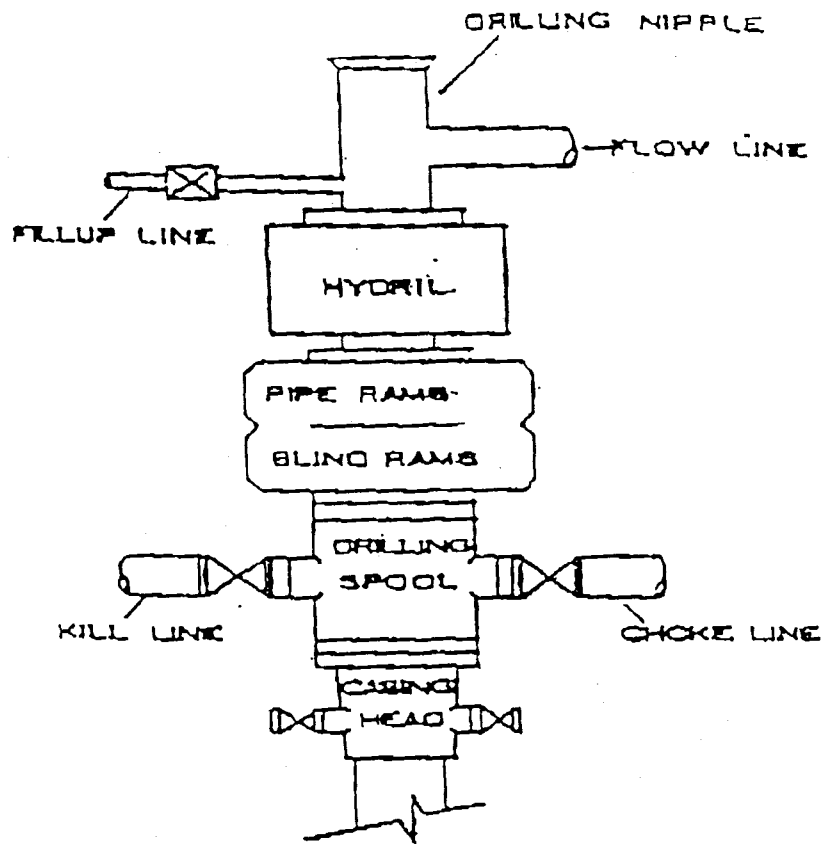 DRILLING NIPPLE
FLOW LINE
FILLUP LINE
HYDRIL
PIPE RAMS
BLIND RAMS
DRILLING
SPOOL
KILL LINE
CHOKE LINE
CASING
HEAD